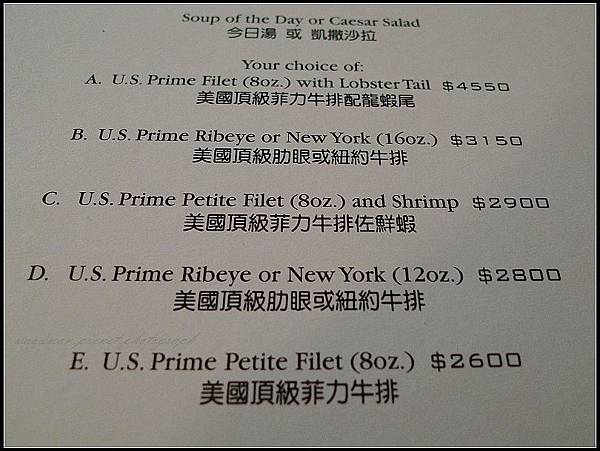 Soup of the Day or Caesar Salad
今日湯 或 凱撒沙拉
Your choice of:
A. U.S. Prime Filet (8oz.) with Lobster Tail $4550
美國頂級菲力牛排配龍蝦尾
B. U.S. Prime Ribeye or New York (16oz.) $3150
美國頂級肋眼或紐約牛排
C. U.S. Prime Petite Filet (8oz.) and Shrimp $2900
美國頂級菲力牛排佐鮮蝦
D. U.S. Prime Ribeye or New York (12oz.) $2800
美國頂級肋眼或紐約牛排
E. U.S. Prime Petite Filet (8oz.) $2600
美國頂級菲力牛排